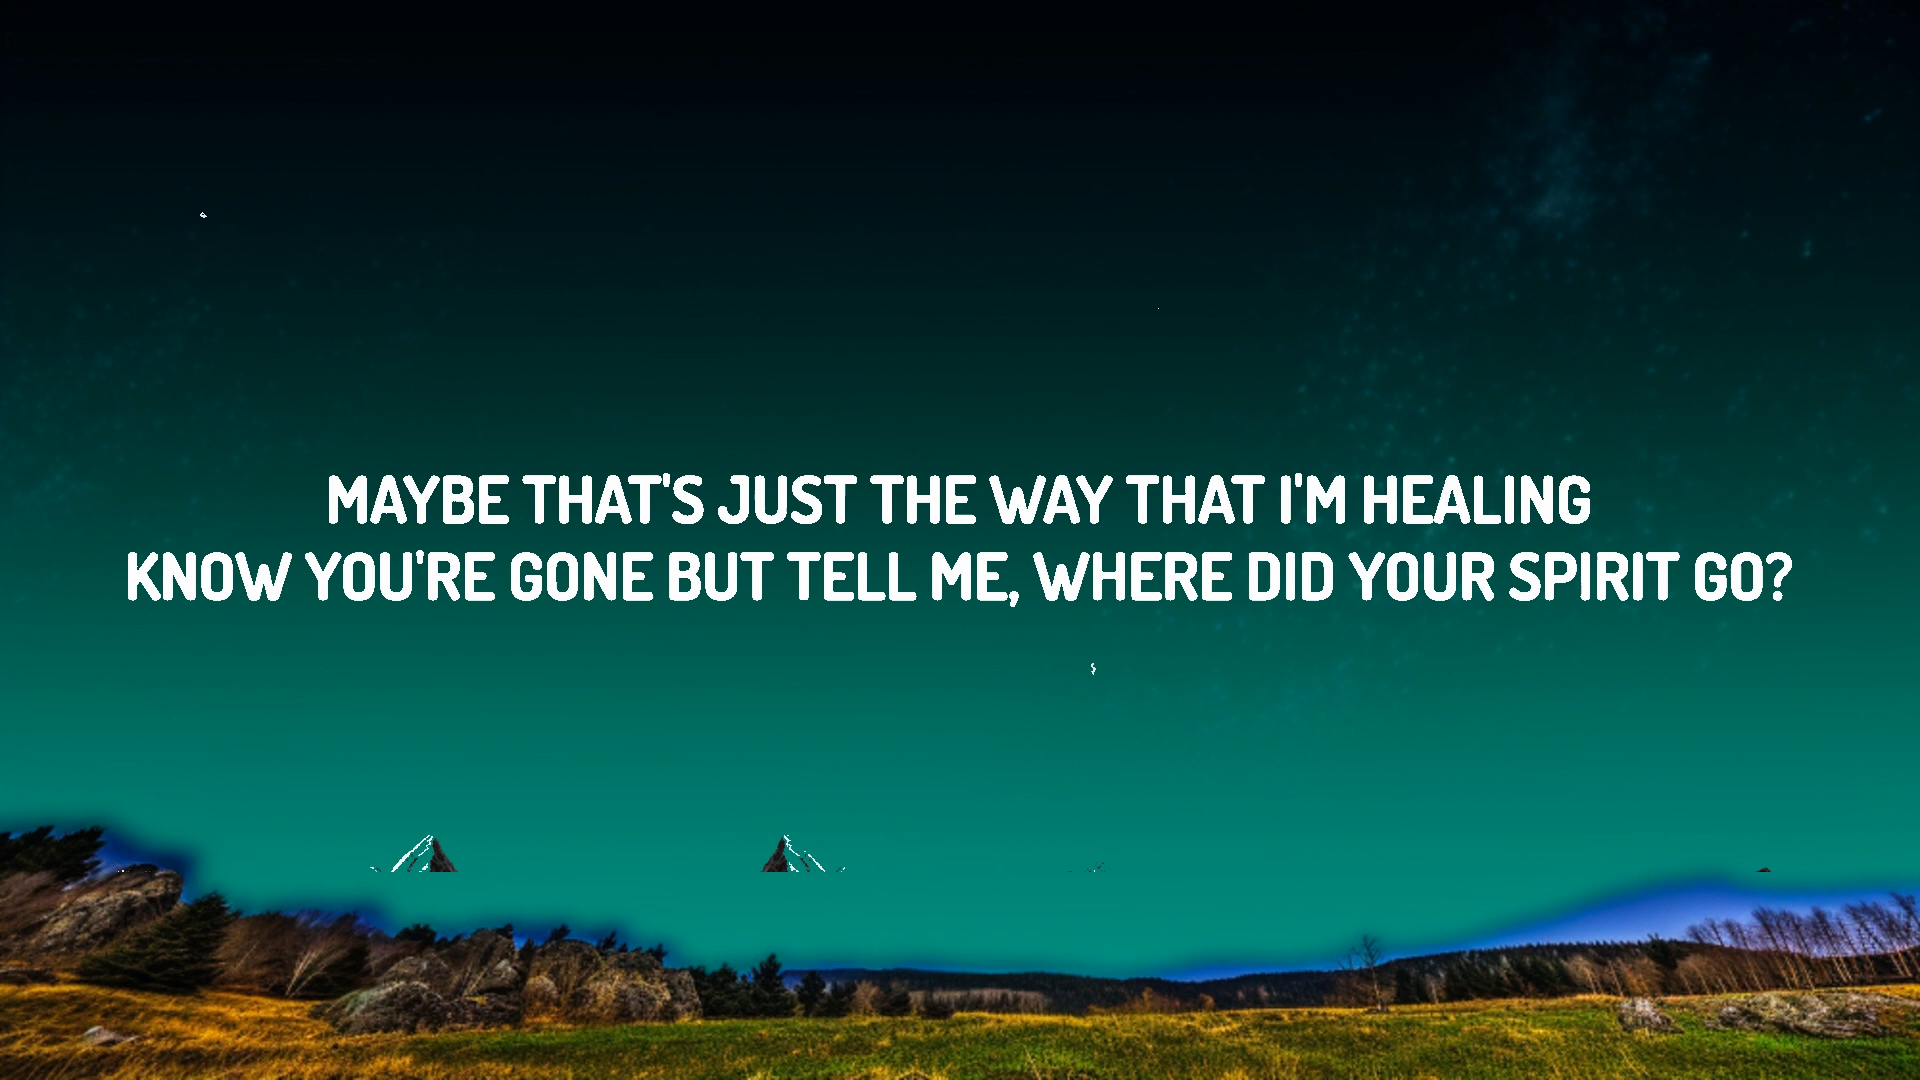 MAYBE THAT'S JUST THE WAY THAT I'M HEALING
KNOW YOU'RE GONE BUT TELL ME, WHERE DID YOUR SPIRIT GO?